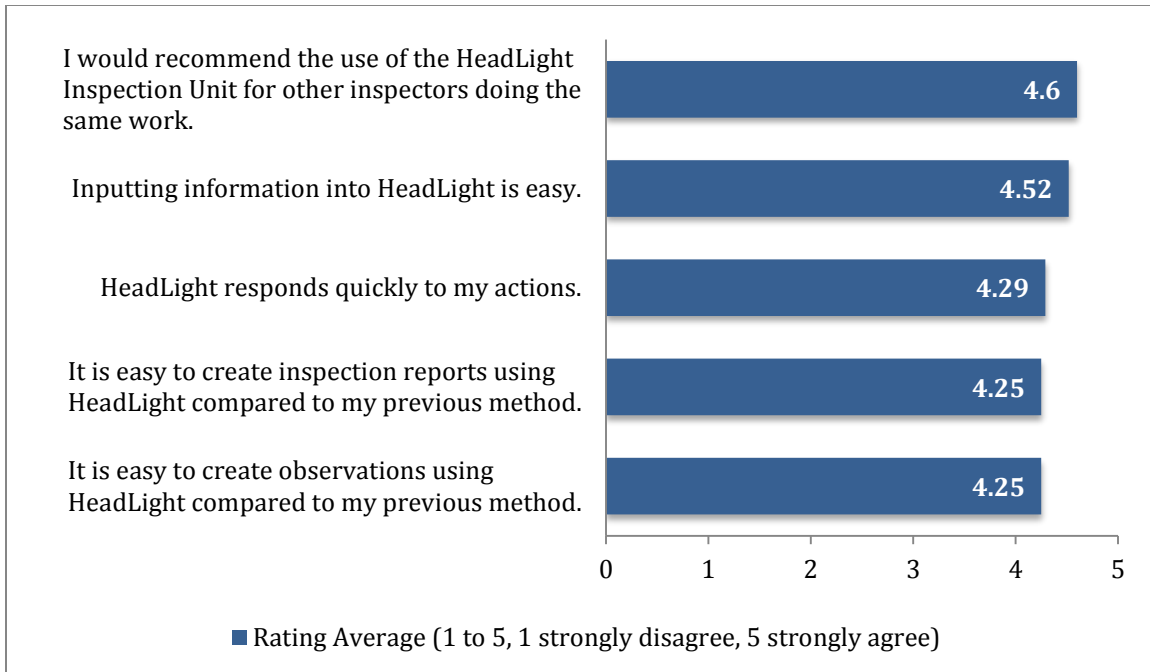 I would recommend the use of the HeadLight
Inspection Unit for other inspectors doing the
same work.
4.6
Inputting information into HeadLight is easy.
4.52
HeadLight responds quickly to my actions.
4.29
It is easy to create inspection reports using
HeadLight compared to my previous method.
4.25
It is easy to create observations using
HeadLight compared to my previous method.
4.25
0 1 2 3 4 5
Rating Average (1 to 5, 1 strongly disagree, 5 strongly agree)